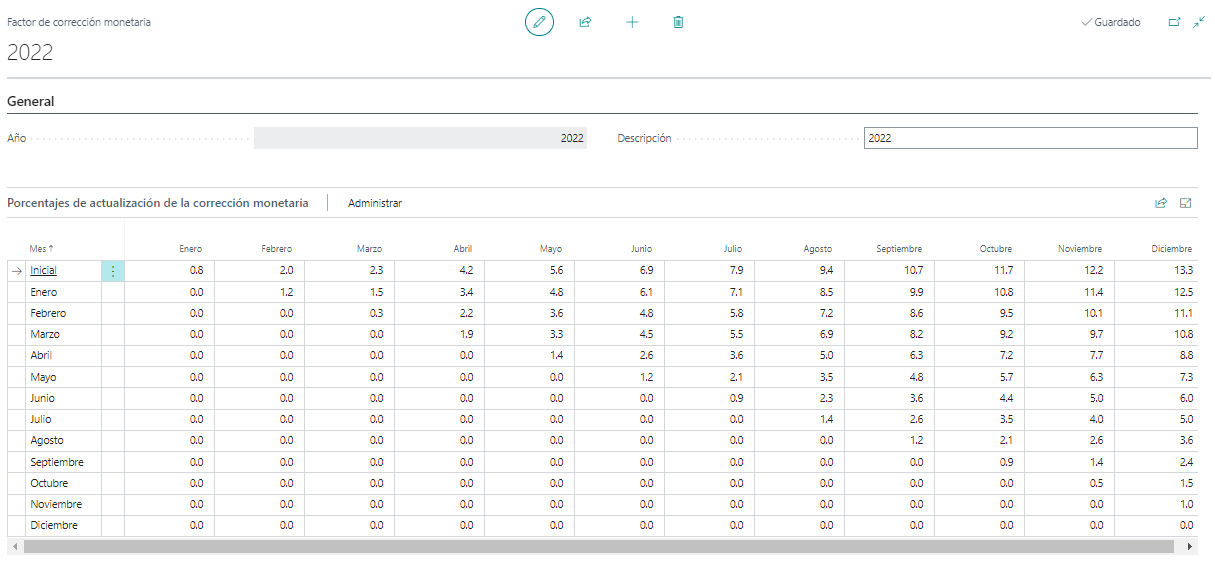 Factor de corrección monetaria
Guardado
2022
General
Año 2022 Descripción 2022
Porcentajes de actualización de la corrección monetaria Administrar
Mes ↑ Enero Febrero Marzo Abril Mayo Junio Julio Agosto Septiembre Octubre Noviembre Diciembre
Inicial 0.8 2.0 2.3 4.2 5.6 6.9 7.9 9.4 10.7 11.7 12.2 13.3
Enero 0.0 1.2 1.5 3.4 4.8 6.1 7.1 8.5 9.9 10.8 11.4 12.5
Febrero 0.0 0.0 0.3 2.2 3.6 4.8 5.8 7.2 8.6 9.5 10.1 11.1
Marzo 0.0 0.0 0.0 1.9 3.3 4.5 5.5 6.9 8.2 9.2 9.7 10.8
Abril 0.0 0.0 0.0 0.0 1.4 2.6 3.6 5.0 6.3 7.2 7.7 8.8
Mayo 0.0 0.0 0.0 0.0 0.0 1.2 2.1 3.5 4.8 5.7 6.3 7.3
Junio 0.0 0.0 0.0 0.0 0.0 0.0 0.9 2.3 3.6 4.4 5.0 6.0
Julio 0.0 0.0 0.0 0.0 0.0 0.0 0.0 1.4 2.6 3.5 4.0 5.0
Agosto 0.0 0.0 0.0 0.0 0.0 0.0 0.0 0.0 1.2 2.1 2.6 3.6
Septiembre 0.0 0.0 0.0 0.0 0.0 0.0 0.0 0.0 0.0 0.9 1.4 2.4
Octubre 0.0 0.0 0.0 0.0 0.0 0.0 0.0 0.0 0.0 0.0 0.5 1.5
Noviembre 0.0 0.0 0.0 0.0 0.0 0.0 0.0 0.0 0.0 0.0 0.0 1.0
Diciembre 0.0 0.0 0.0 0.0 0.0 0.0 0.0 0.0 0.0 0.0 0.0 0.0